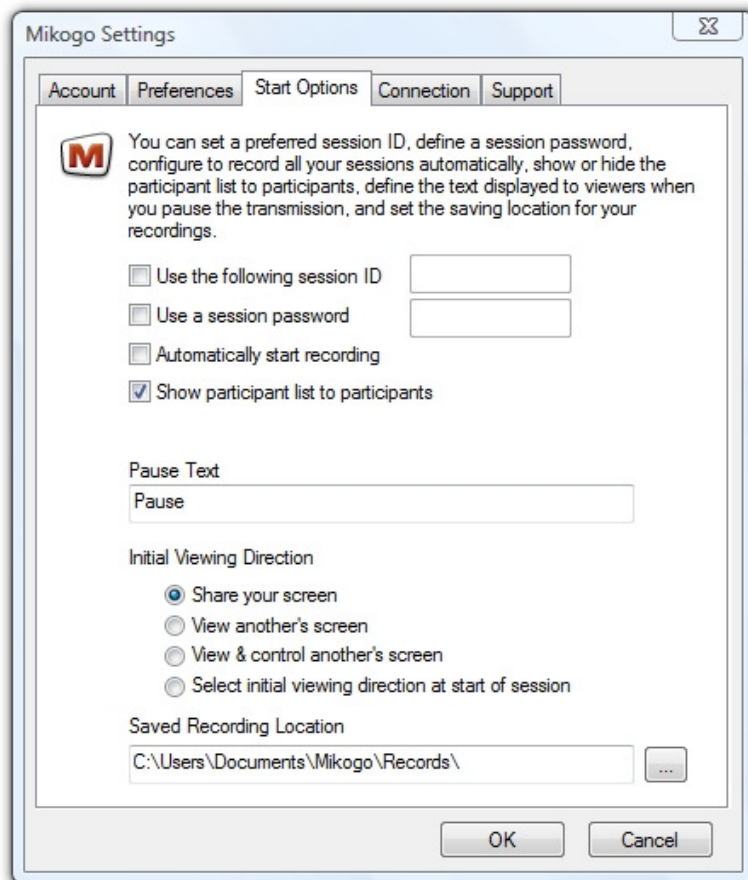 Mikogo Settings
Account Preferences Start Options Connection Support
M
You can set a preferred session ID, define a session password,
configure to record all your sessions automatically, show or hide the
participant list to participants, define the text displayed to viewers when
you pause the transmission, and set the saving location for your
recordings.
Use the following session ID
Use a session password
Automatically start recording
Show participant list to participants
Pause Text
Pause
Initial Viewing Direction
Share your screen
View another's screen
View & control another's screen
Select initial viewing direction at start of session
Saved Recording Location
C:\Users\Documents\Mikogo\Records\
...
OK Cancel